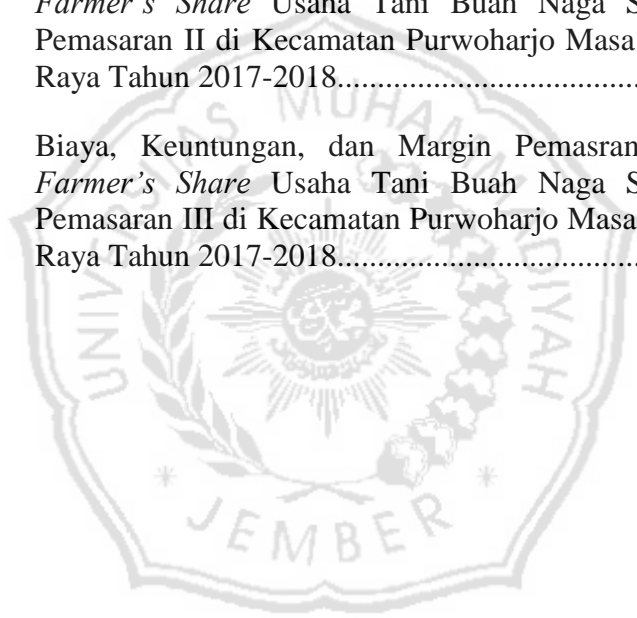 Farmer's Share Usaha Tani Buah Naga S
Pemasaran II di Kecamatan Purwoharjo Masa
Raya Tahun 2017-2018....................................
Biaya, Keuntungan, dan Margin Pemasran
Farmer's Share Usaha Tani Buah Naga S
Pemasaran III di Kecamatan Purwoharjo Masa
Raya Tahun 2017-2018....................................
UNIVERSITAS MUHAMMADIYAH
JEMBER